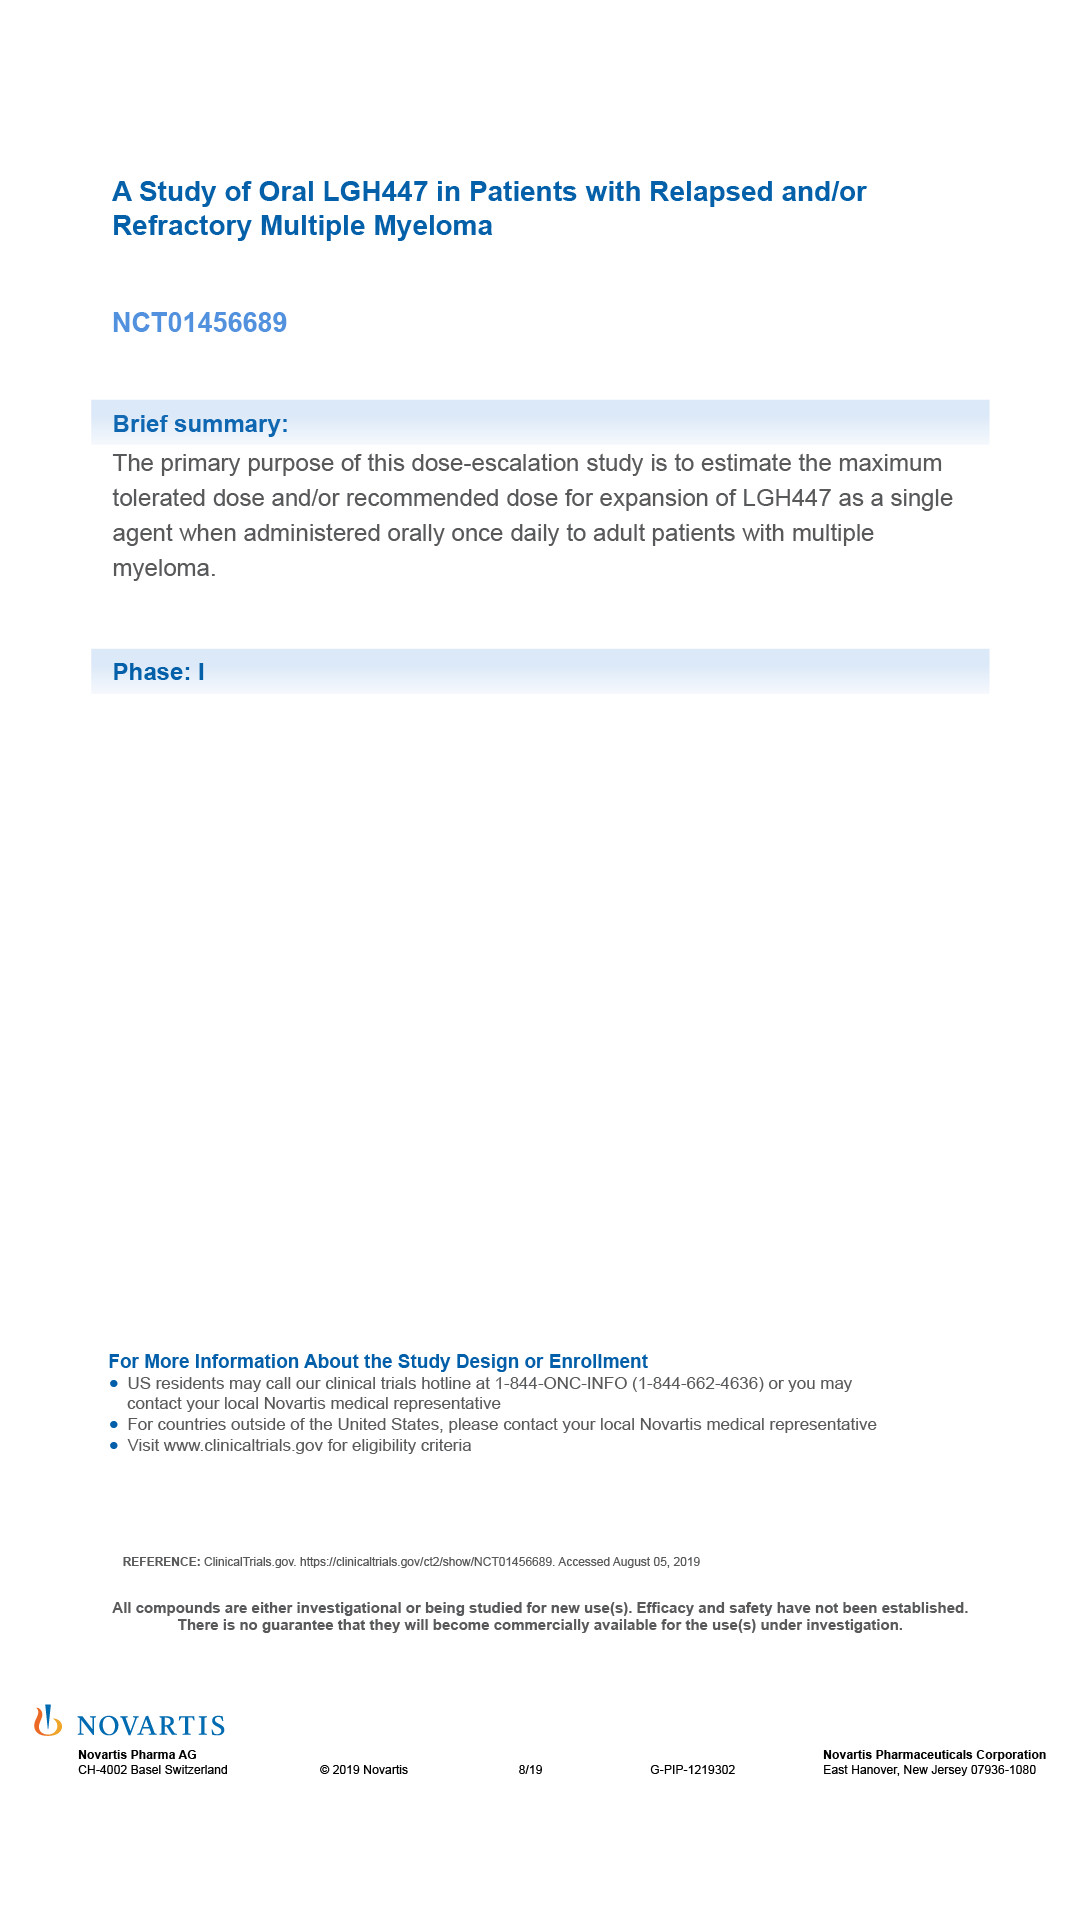 A Study of Oral LGH447 in Patients with Relapsed and/or
Refractory Multiple Myeloma
NCT01456689
Brief summary:
The primary purpose of this dose-escalation study is to estimate the maximum
tolerated dose and/or recommended dose for expansion of LGH447 as a single
agent when administered orally once daily to adult patients with multiple
myeloma.
Phase: I
For More Information About the Study Design or Enrollment
● US residents may call our clinical trials hotline at 1-844-ONC-INFO (1-844-662-4636) or you may
contact your local Novartis medical representative
● For countries outside of the United States, please contact your local Novartis medical representative
● Visit www.clinicaltrials.gov for eligibility criteria
REFERENCE: ClinicalTrials.gov. https://clinicaltrials.gov/ct2/show/NCT01456689. Accessed August 05, 2019
All compounds are either investigational or being studied for new use(s). Efficacy and safety have not been established.
There is no guarantee that they will become commercially available for the use(s) under investigation.
NOVARTIS
Novartis Pharma AG
CH-4002 Basel Switzerland
© 2019 Novartis
8/19
G-PIP-1219302
Novartis Pharmaceuticals Corporation
East Hanover, New Jersey 07936-1080